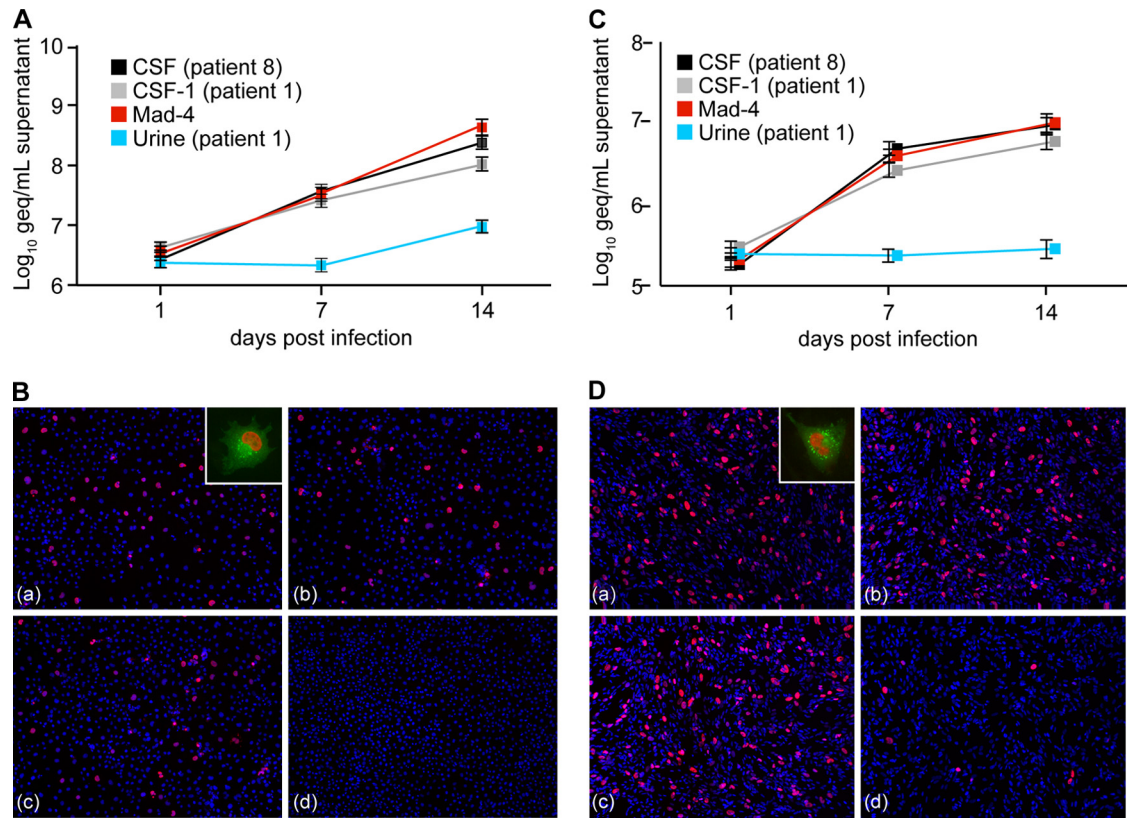 A
10
9
8
7
6
Log₁₀ geq/mL supernatant
CSF (patient 8)
CSF-1 (patient 1)
Mad-4
Urine (patient 1)
1
7
14
days post infection
C
8
7
6
5
Log₁₀ geq/mL supernatant
CSF (patient 8)
CSF-1 (patient 1)
Mad-4
Urine (patient 1)
1
7
14
days post infection
B
(a)
(b)
(c)
(d)
D
(a)
(b)
(c)
(d)